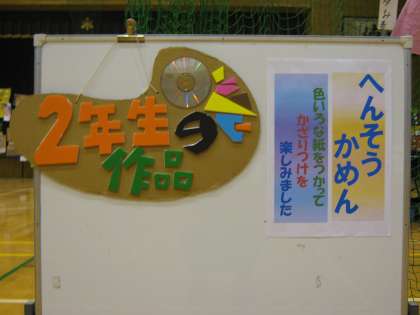 2年生の
作品
へんそう
かめん
色いろな紙をつかって
かざりつけを
楽しみました